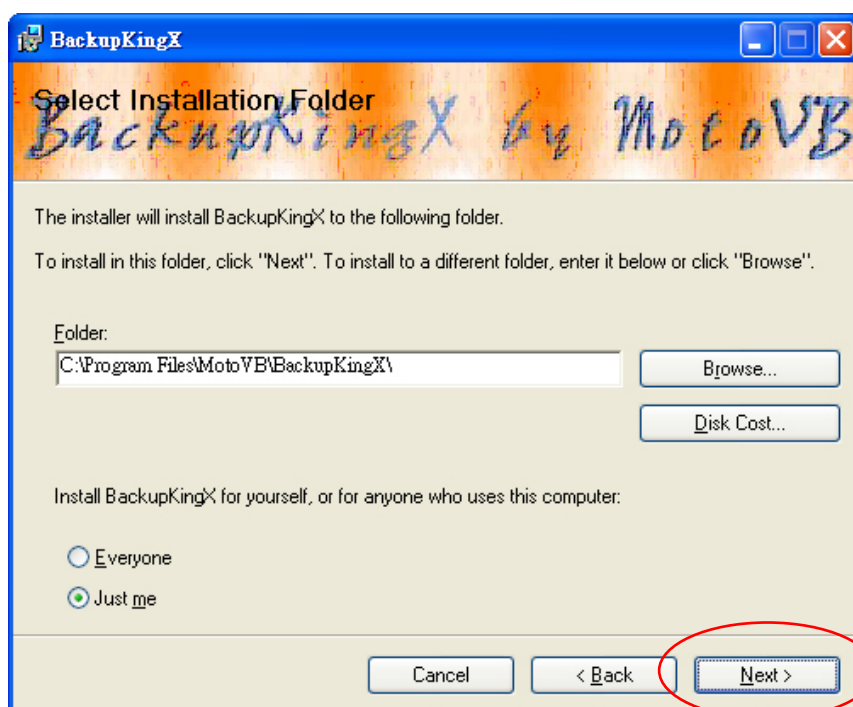 BackupKingX
Select Installation Folder
BackupKingX by MotoVB
The installer will install BackupKingX to the following folder.
To install in this folder, click "Next". To install to a different folder, enter it below or click "Browse".
Folder:
C:\Program Files\MotoVB\BackupKingX\
Browse...
Disk Cost...
Install BackupKingX for yourself, or for anyone who uses this computer:
Everyone
Just me
Cancel
< Back
Next >